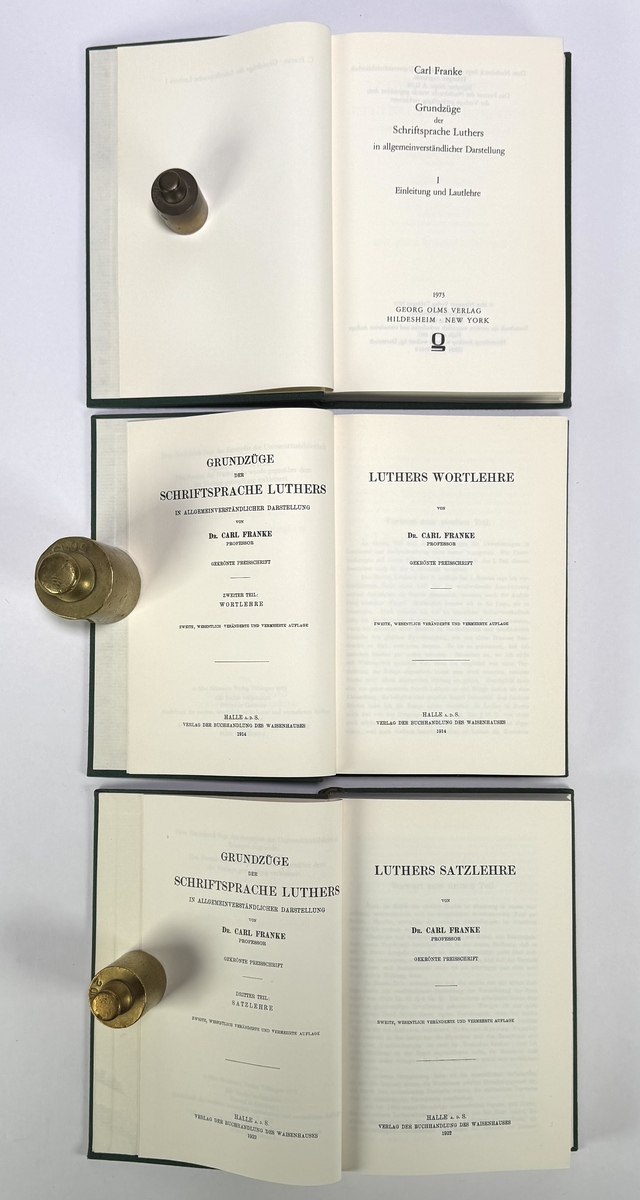 Carl Franke
Grundzüge
der
Schriftsprache Luthers
in allgemeinverständlicher Darstellung
I
Einleitung und Lautlehre
1973
GEORG OLMS VERLAG
HILDESHEIM · NEW YORK
GRUNDZÜGE
DER
SCHRIFTSPRACHE LUTHERS
IN ALLGEMEINVERSTÄNDLICHER DARSTELLUNG
VON
DR. CARL FRANKE
PROFESSOR
GEKRÖNTE PREISSCHRIFT
ZWEITER TEIL:
WORTLEHRE
ZWEITE, WESENTLICH VERÄNDERTE UND VERMEHRTE AUFLAGE
HALLE A. D. S.
VERLAG DER BUCHHANDLUNG DES WAISENHAUSES
1914
LUTHERS WORTLEHRE
VON
DR. CARL FRANKE
PROFESSOR
GEKRÖNTE PREISSCHRIFT
ZWEITE, WESENTLICH VERÄNDERTE UND VERMEHRTE AUFLAGE
HALLE A. D. S.
VERLAG DER BUCHHANDLUNG DES WAISENHAUSES
1914
GRUNDZÜGE
DER
SCHRIFTSPRACHE LUTHERS
IN ALLGEMEINVERSTÄNDLICHER DARSTELLUNG
VON
DR. CARL FRANKE
PROFESSOR
GEKRÖNTE PREISSCHRIFT
DRITTER TEIL:
SATZLEHRE
ZWEITE, WESENTLICH VERÄNDERTE UND VERMEHRTE AUFLAGE
HALLE A. D. S.
VERLAG DER BUCHHANDLUNG DES WAISENHAUSES
1922
LUTHERS SATZLEHRE
VON
DR. CARL FRANKE
PROFESSOR
GEKRÖNTE PREISSCHRIFT
ZWEITE, WESENTLICH VERÄNDERTE UND VERMEHRTE AUFLAGE
HALLE A. D. S.
VERLAG DER BUCHHANDLUNG DES WAISENHAUSES
1922